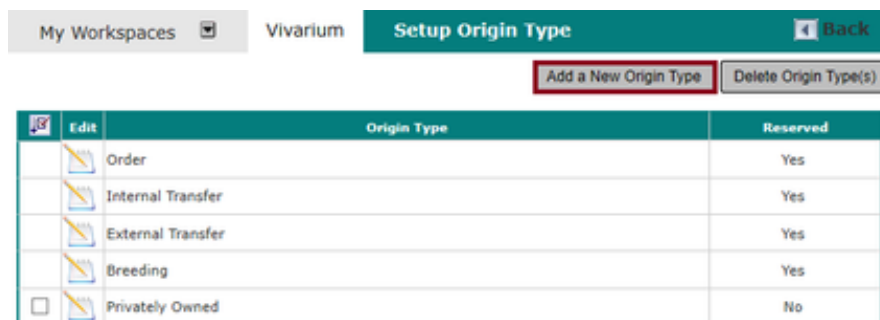 My Workspaces Vivarium Setup Origin Type Back
Add a New Origin Type Delete Origin Type(s)
Edit Origin Type Reserved
Order Yes
Internal Transfer Yes
External Transfer Yes
Breeding Yes
Privately Owned No